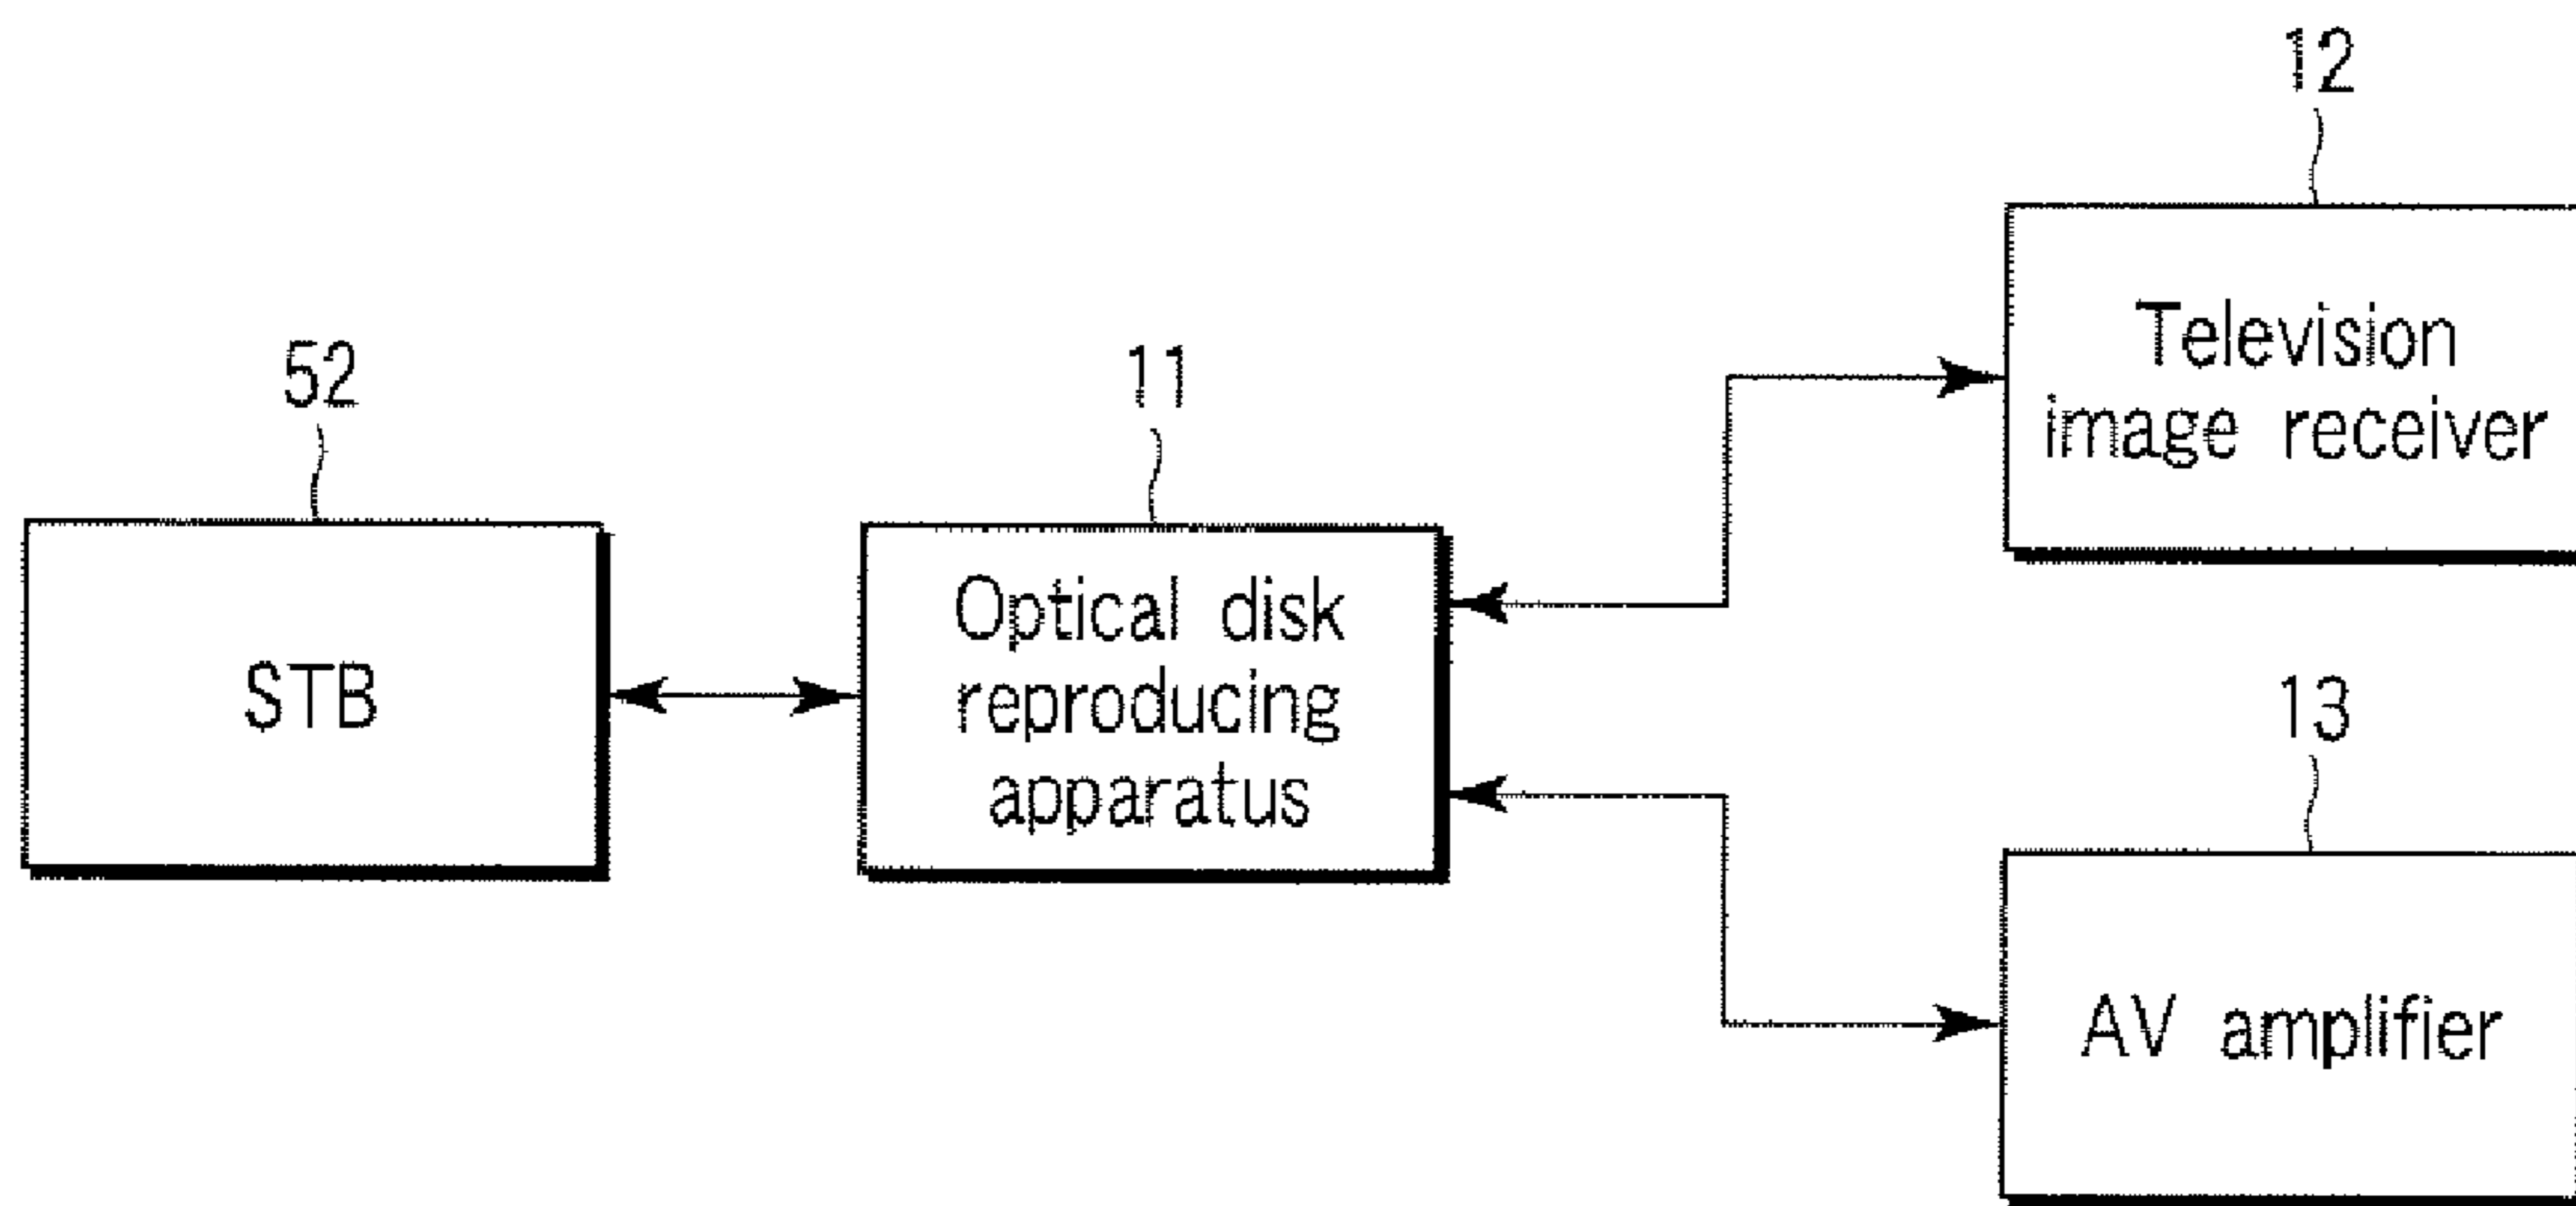 52
STB
11
Optical disk
reproducing
apparatus
12
Television
image receiver
13
AV amplifier